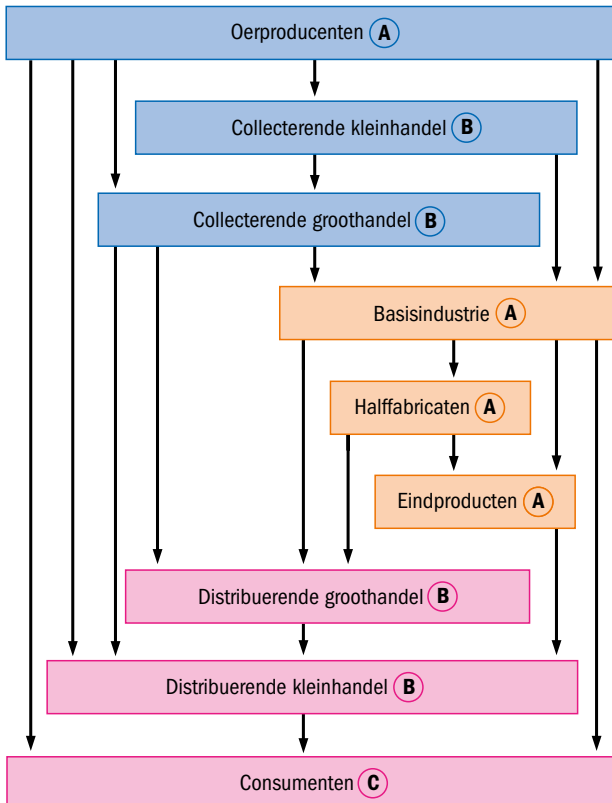 Oerproducenten A
Collecterende kleinhandel B
Collecterende groothandel B
Basisindustrie A
Halffabricaten A
Eindproducten A
Distribuerende groothandel B
Distribuerende kleinhandel B
Consumenten C